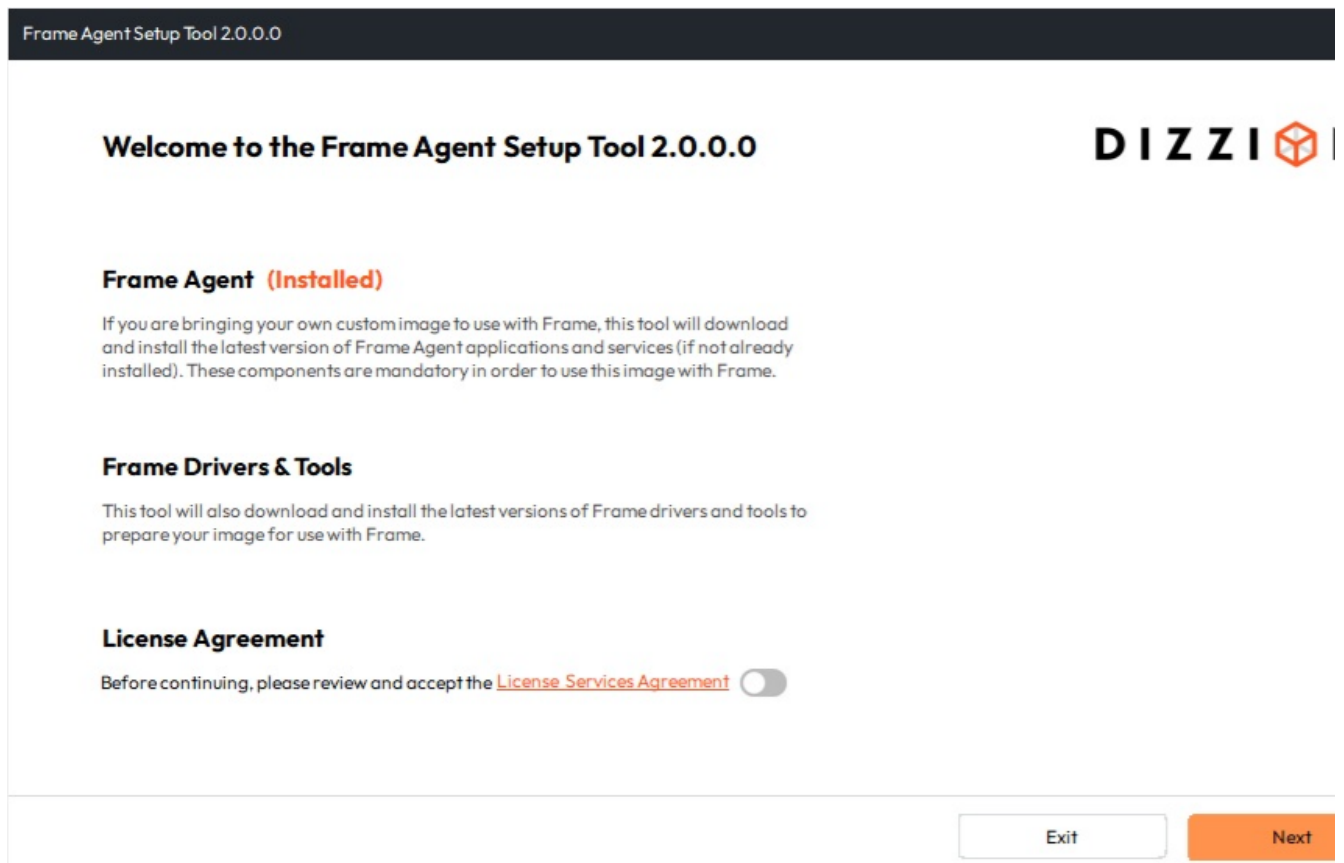 Frame Agent Setup Tool 2.0.0.0
Welcome to the Frame Agent Setup Tool 2.0.0.0
DIZZI
Frame Agent (Installed)
If you are bringing your own custom image to use with Frame, this tool will download
and install the latest version of Frame Agent applications and services (if not already
installed). These components are mandatory in order to use this image with Frame.
Frame Drivers & Tools
This tool will also download and install the latest versions of Frame drivers and tools to
prepare your image for use with Frame.
License Agreement
Before continuing, please review and accept the License Services Agreement
Exit
Next